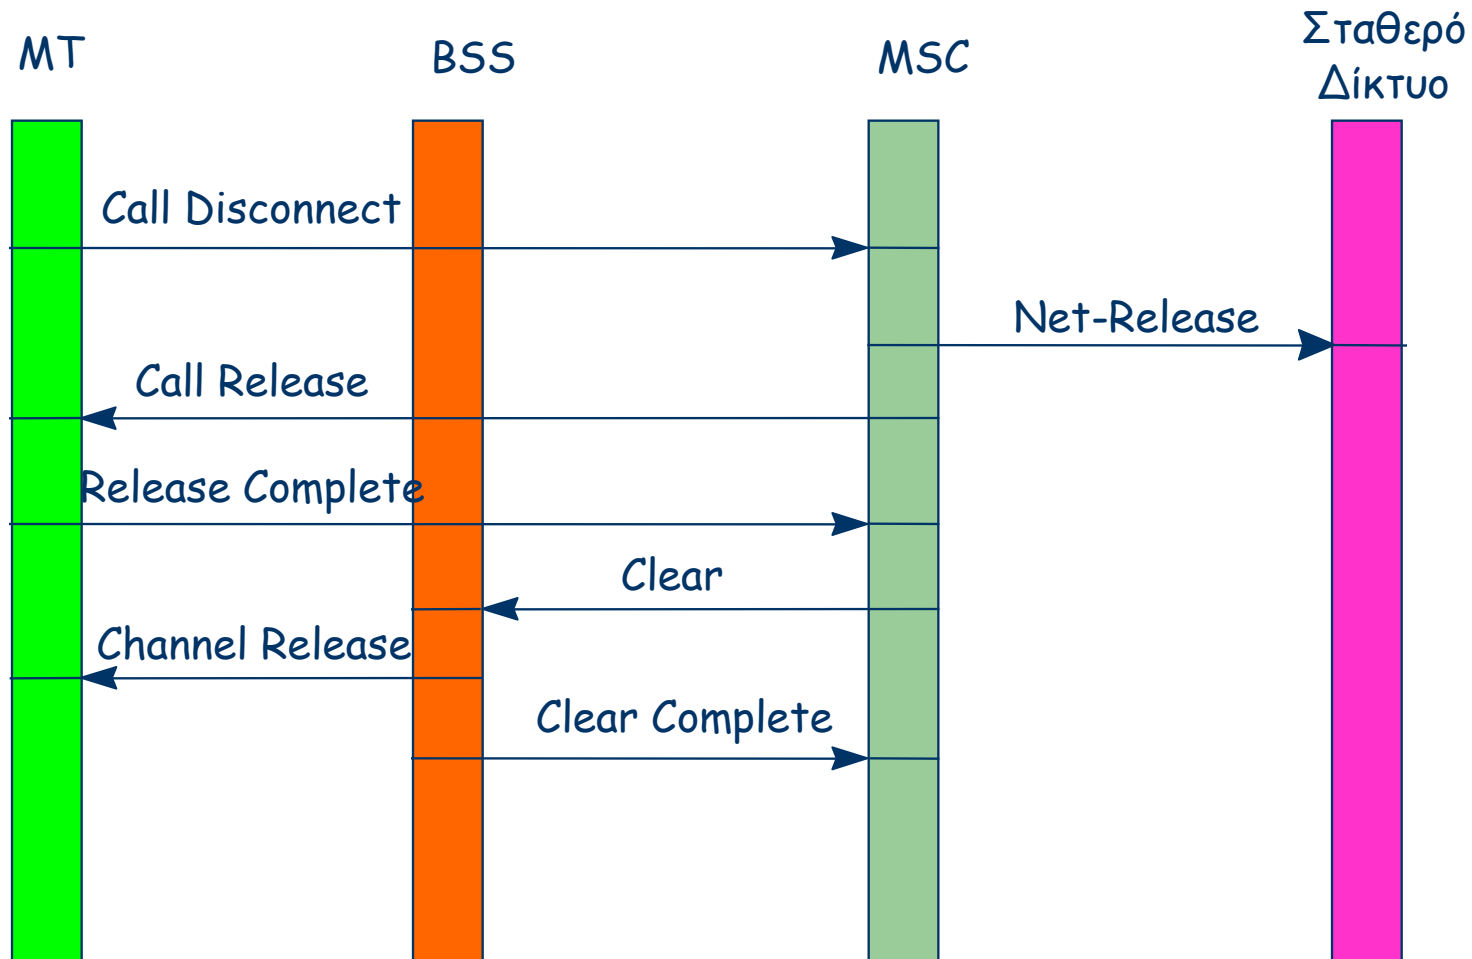 MT
BSS
MSC
Σταθερό
Δίκτυο
Call Disconnect
Net-Release
Call Release
Release Complete
Clear
Channel Release
Clear Complete